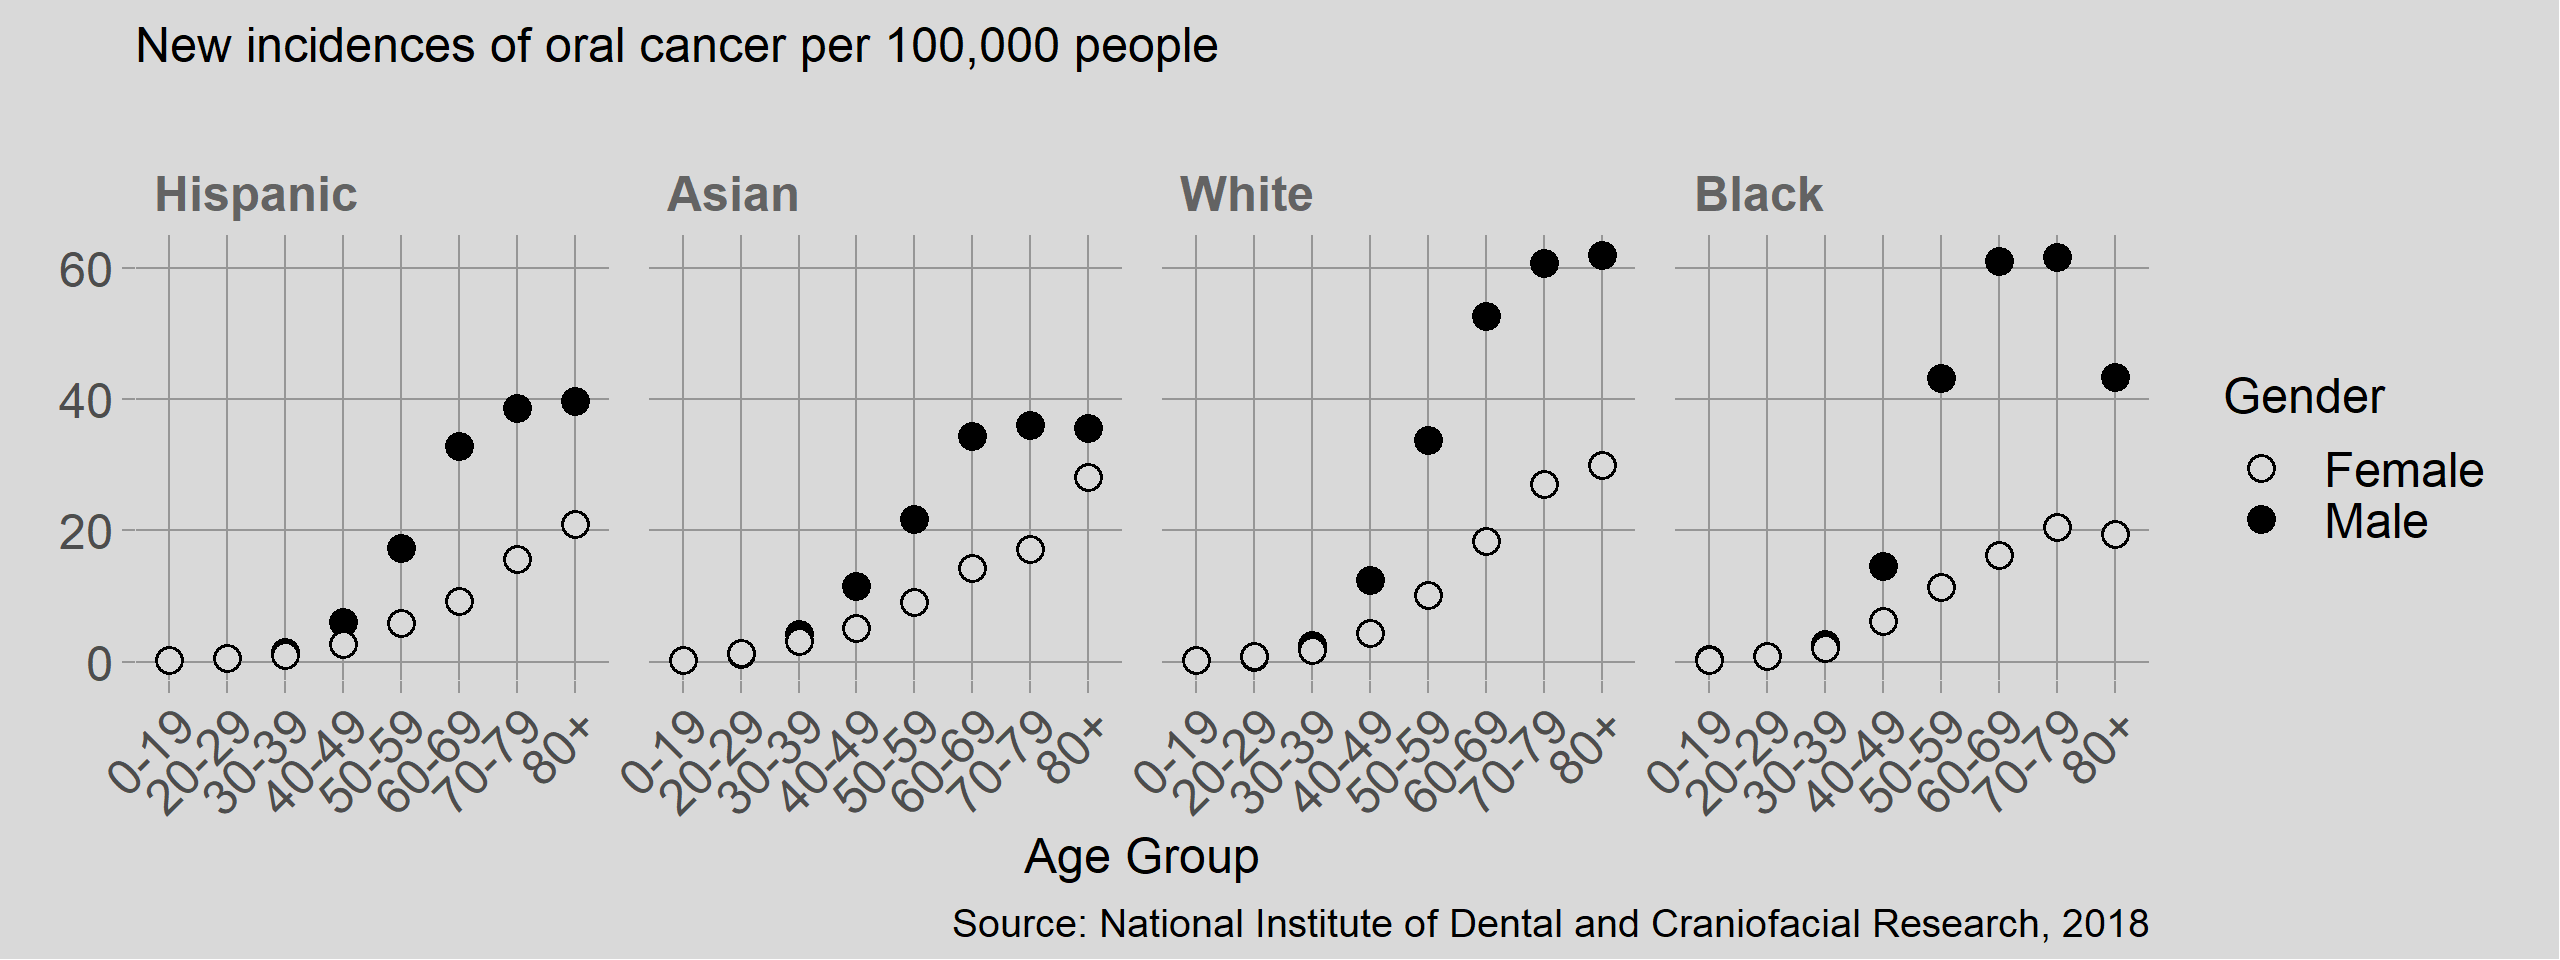 New incidences of oral cancer per 100,000 people
Hispanic Asian White Black
60
40
20
0
Gender
Female
Male
0-19 20-29 30-39 40-49 50-59 60-69 70-79 80+ 0-19 20-29 30-39 40-49 50-59 60-69 70-79 80+ 0-19 20-29 30-39 40-49 50-59 60-69 70-79 80+ 0-19 20-29 30-39 40-49 50-59 60-69 70-79 80+
Age Group
Source: National Institute of Dental and Craniofacial Research, 2018